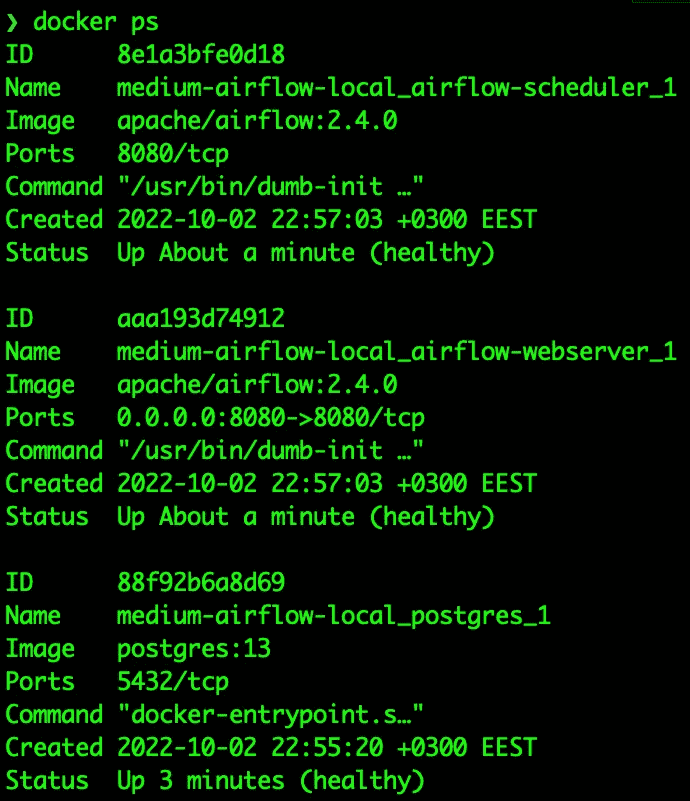 ❯ docker ps
ID      8e1a3bfe0d18
Name    medium-airflow-local_airflow-scheduler_1
Image   apache/airflow:2.4.0
Ports   8080/tcp
Command "/usr/bin/dumb-init …"
Created 2022-10-02 22:57:03 +0300 EEST
Status  Up About a minute (healthy)

ID      aaa193d74912
Name    medium-airflow-local_airflow-webserver_1
Image   apache/airflow:2.4.0
Ports   0.0.0.0:8080->8080/tcp
Command "/usr/bin/dumb-init …"
Created 2022-10-02 22:57:03 +0300 EEST
Status  Up About a minute (healthy)

ID      88f92b6a8d69
Name    medium-airflow-local_postgres_1
Image   postgres:13
Ports   5432/tcp
Command "docker-entrypoint.s…"
Created 2022-10-02 22:55:20 +0300 EEST
Status  Up 3 minutes (healthy)